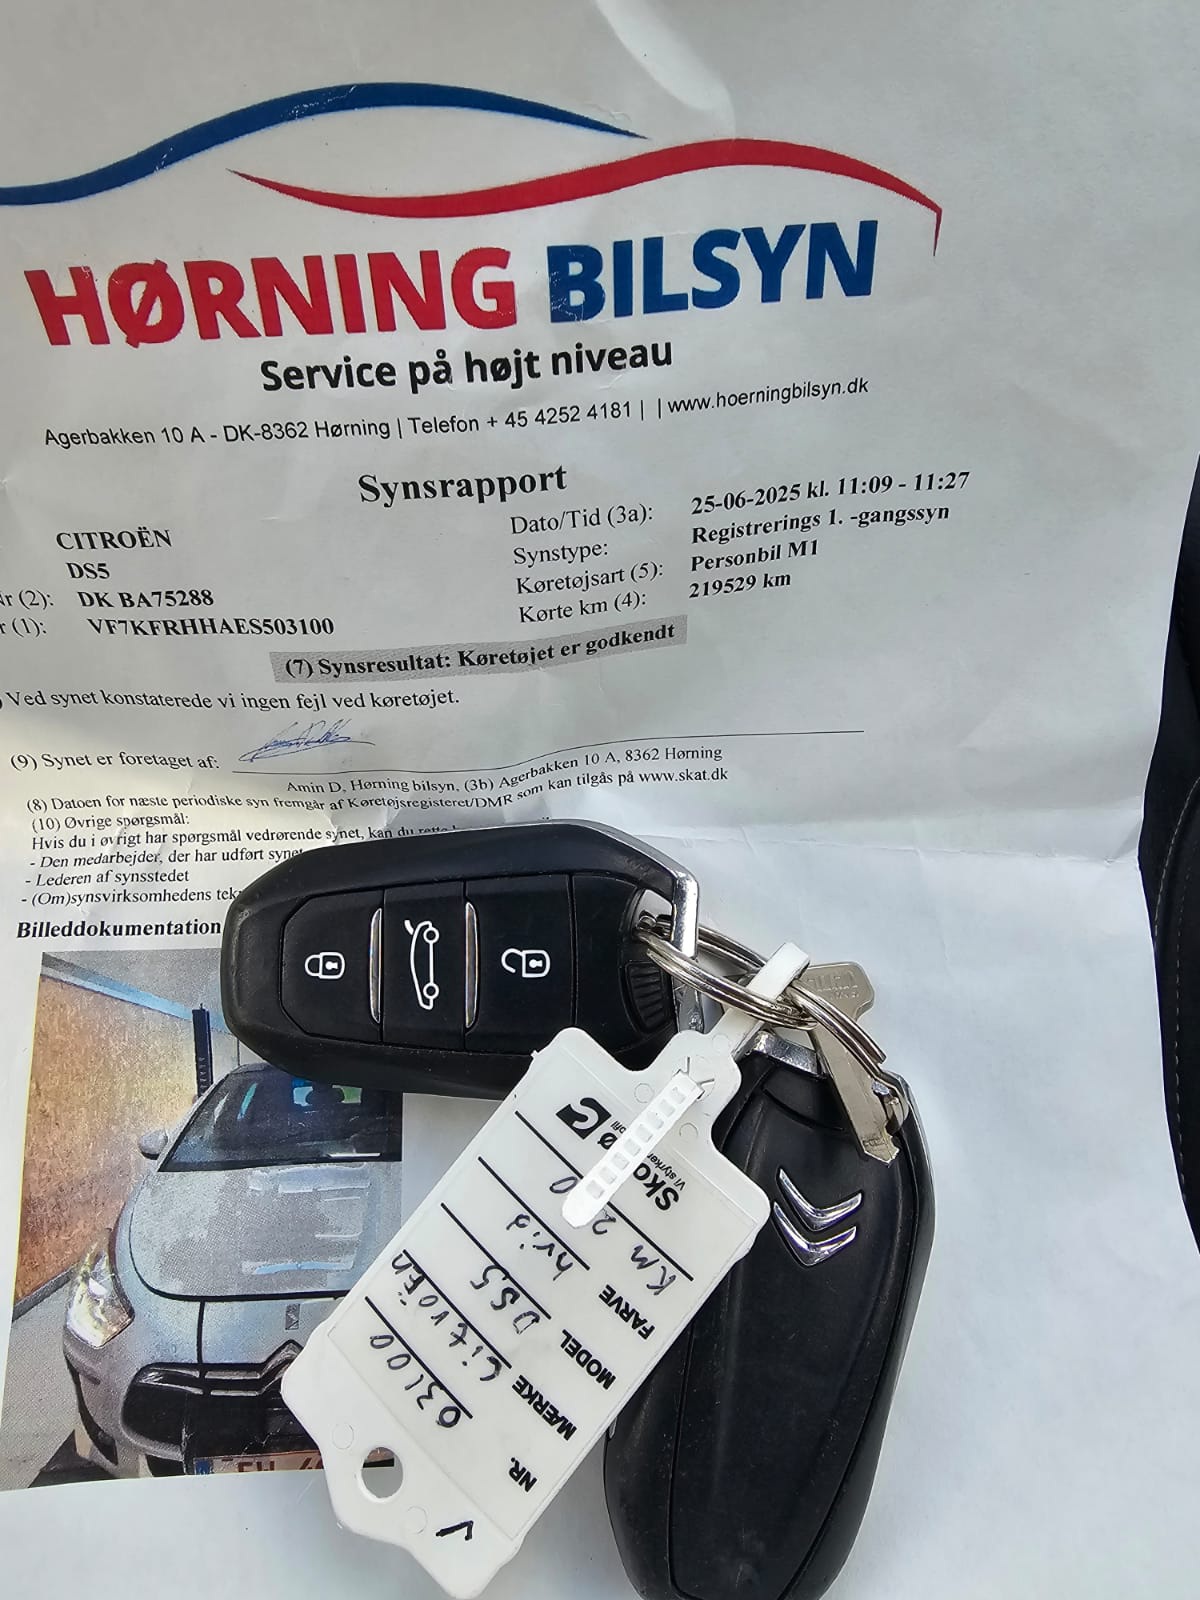 HØRNING BILSYN
Service på højt niveau
Agerbakken 10 A - DK-8362 Hørning | Telefon + 45 4252 4181 | | www.hoerningbilsyn.dk
Synsrapport
CITROËN
DS5
(2): DK BA75288
(1): VF7KFRHHAES503100
Dato/Tid (3a): 25-06-2025 kl. 11:09 - 11:27
Synstype: Registrerings 1. -gangssyn
Køretøjsart (5): Personbil M1
Kørte km (4): 219529 km
(7) Synsresultat: Køretøjet er godkendt
Ved synet konstaterede vi ingen fejl ved køretøjet.
(9) Synet er foretaget af:
Amin D, Hørning bilsyn, (3b) Agerbakken 10 A, 8362 Hørning
(8) Datoen for næste periodiske syn fremgår af Køretøjsregisteret/DMR som kan tilgås på www.skat.dk
(10) Øvrige spørgsmål:
Hvis du i øvrigt har spørgsmål vedrørende synet, kan du
- Den medarbejder, der har udført synet
- Lederen af synsstedet
- (Om)synsvirksomhedens
Billeddokumentation
NR. 03100
MÆRKE Citroën
MODEL DS5
FARVE hvid
KM
V